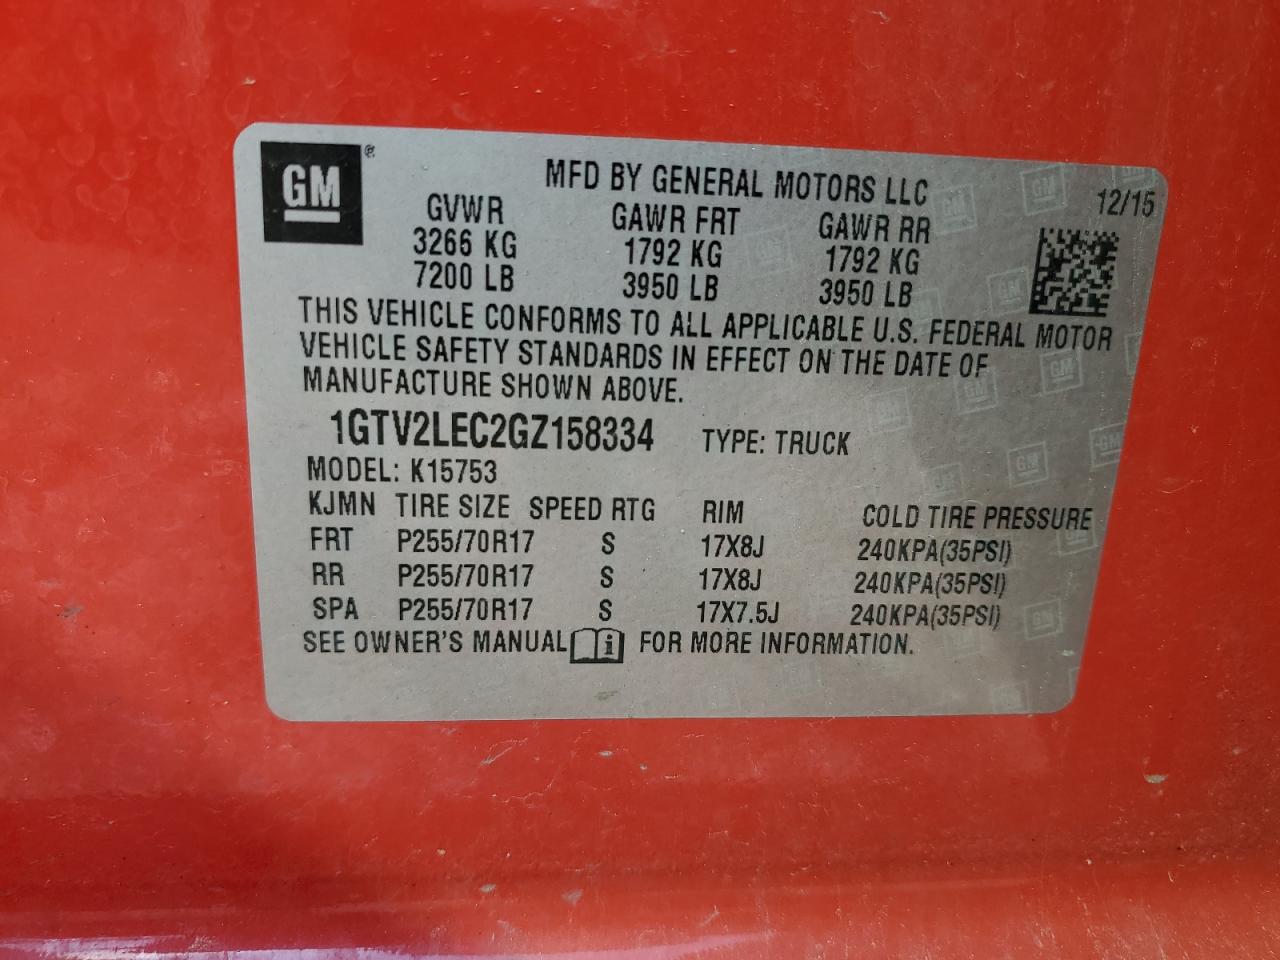 GM ®
MFD BY GENERAL MOTORS LLC 12/15
GVWR GAWR FRT GAWR RR
3266 KG 1792 KG 1792 KG
7200 LB 3950 LB 3950 LB
THIS VEHICLE CONFORMS TO ALL APPLICABLE U.S. FEDERAL MOTOR
VEHICLE SAFETY STANDARDS IN EFFECT ON THE DATE OF
MANUFACTURE SHOWN ABOVE.
1GTV2LEC2GZ158334 TYPE: TRUCK
MODEL: K15753
KJMN TIRE SIZE SPEED RTG RIM COLD TIRE PRESSURE
FRT P255/70R17 S 17X8J 240KPA(35PSI)
RR P255/70R17 S 17X8J 240KPA(35PSI)
SPA P255/70R17 S 17X7.5J 240KPA(35PSI)
SEE OWNER'S MANUAL i FOR MORE INFORMATION.